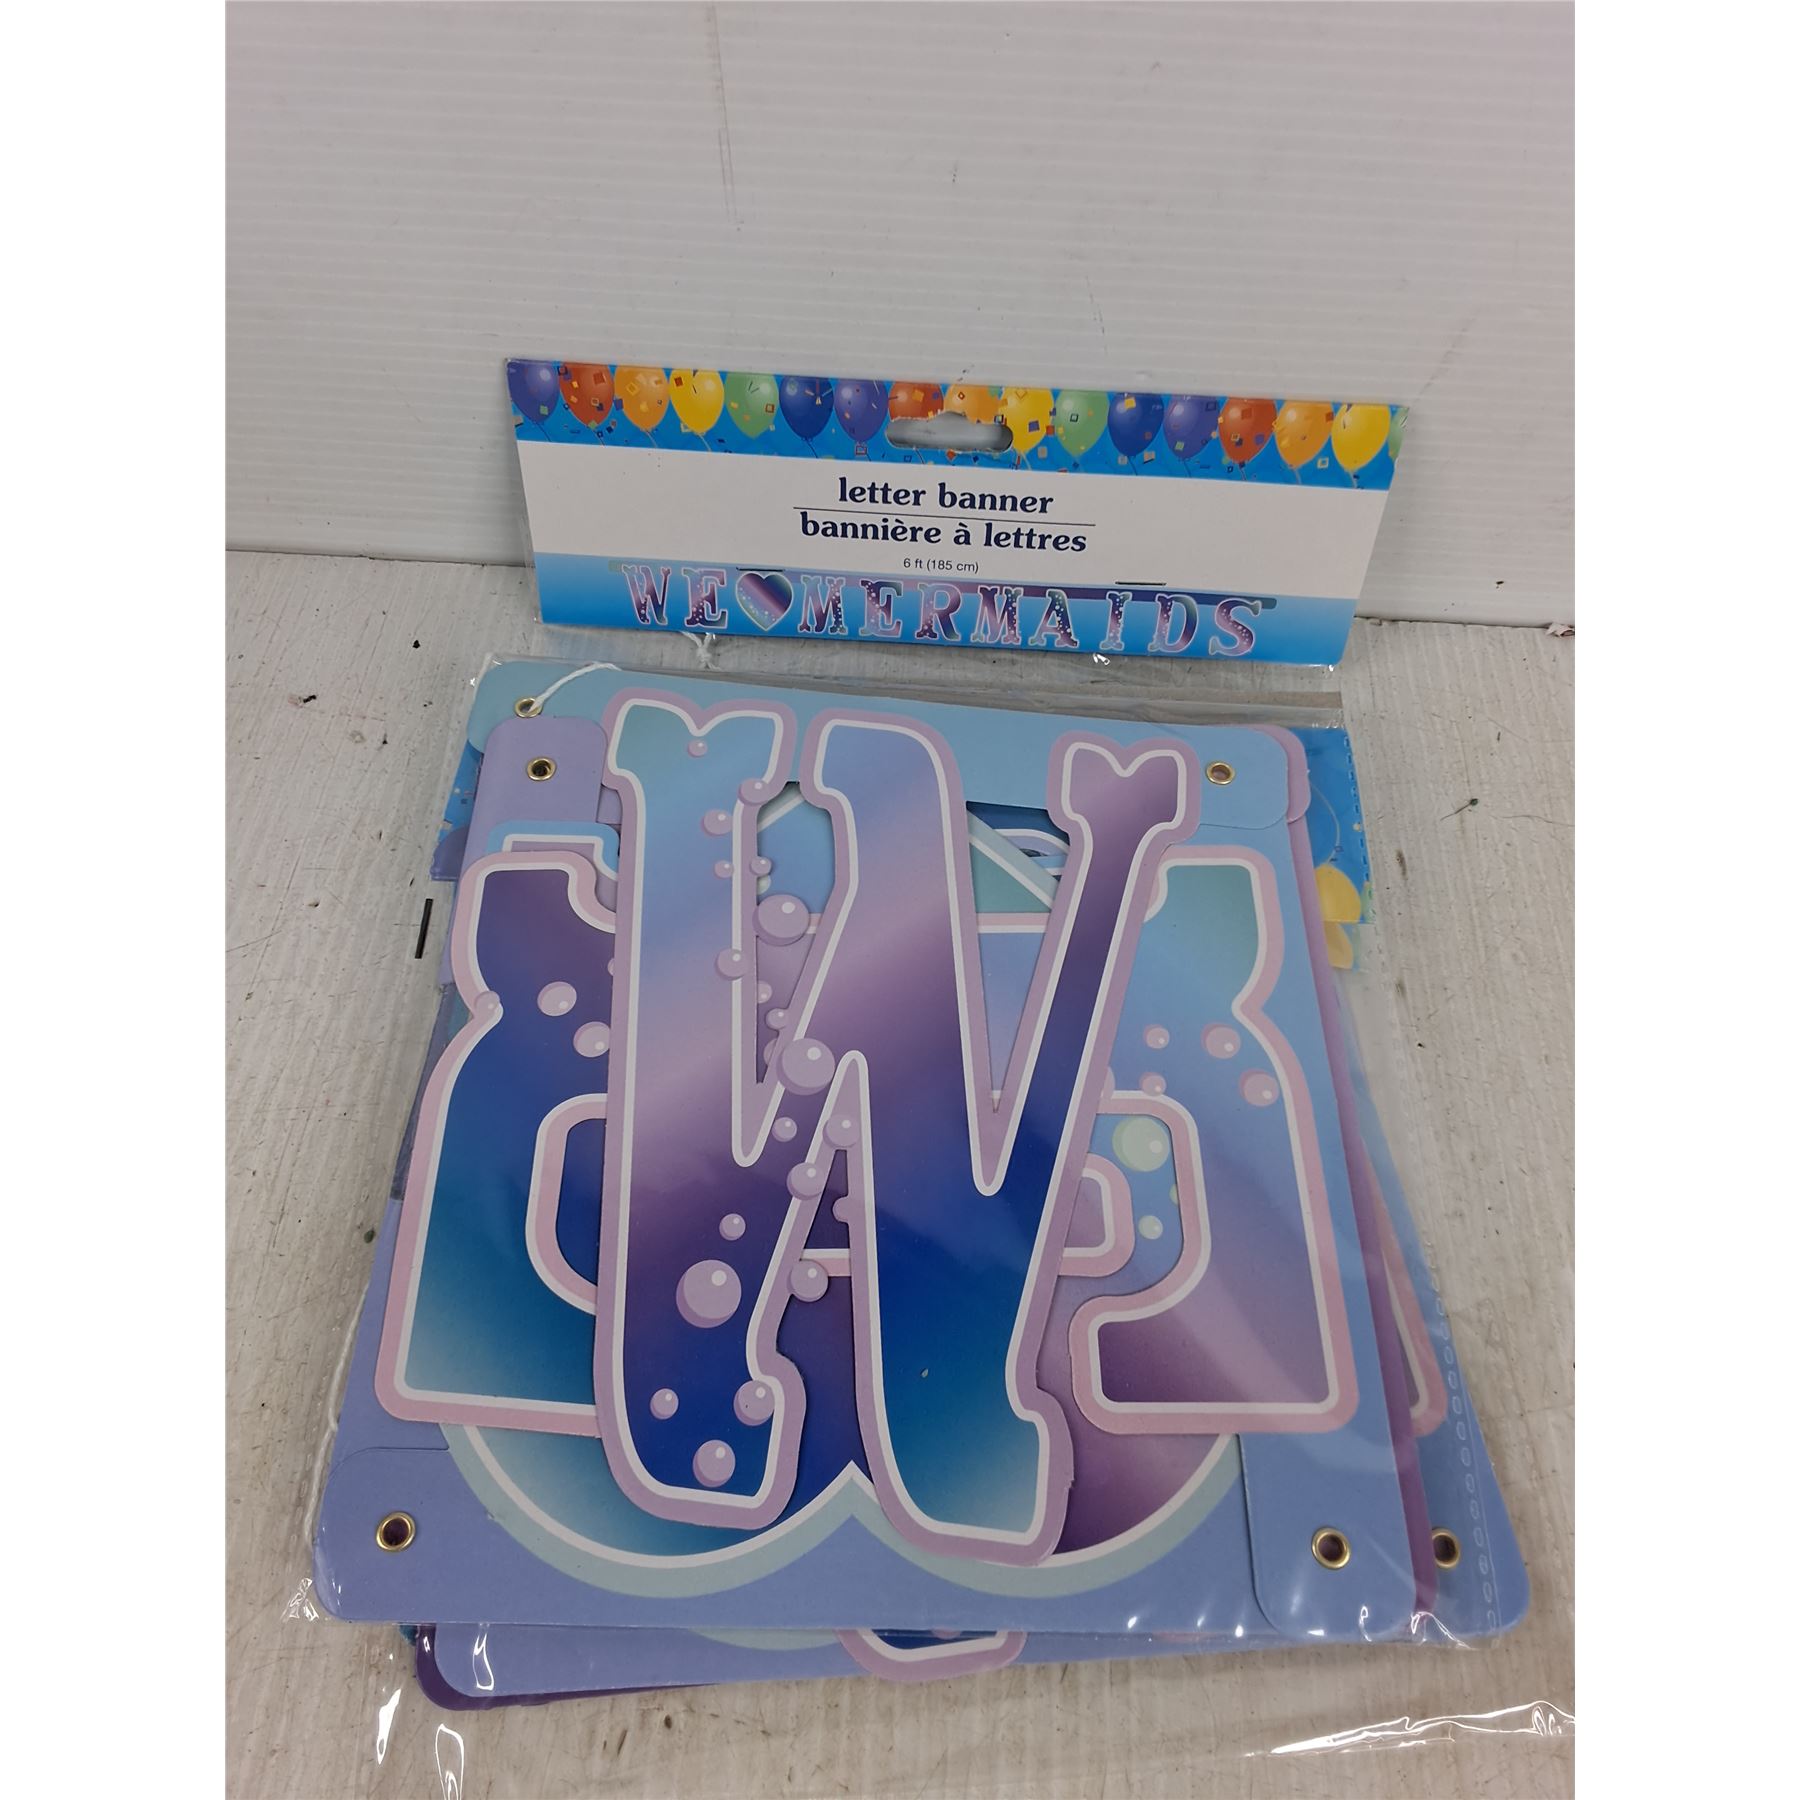 letter banner
bannière à lettres
6 ft (185 cm)
WE♥MERMAIDS
W